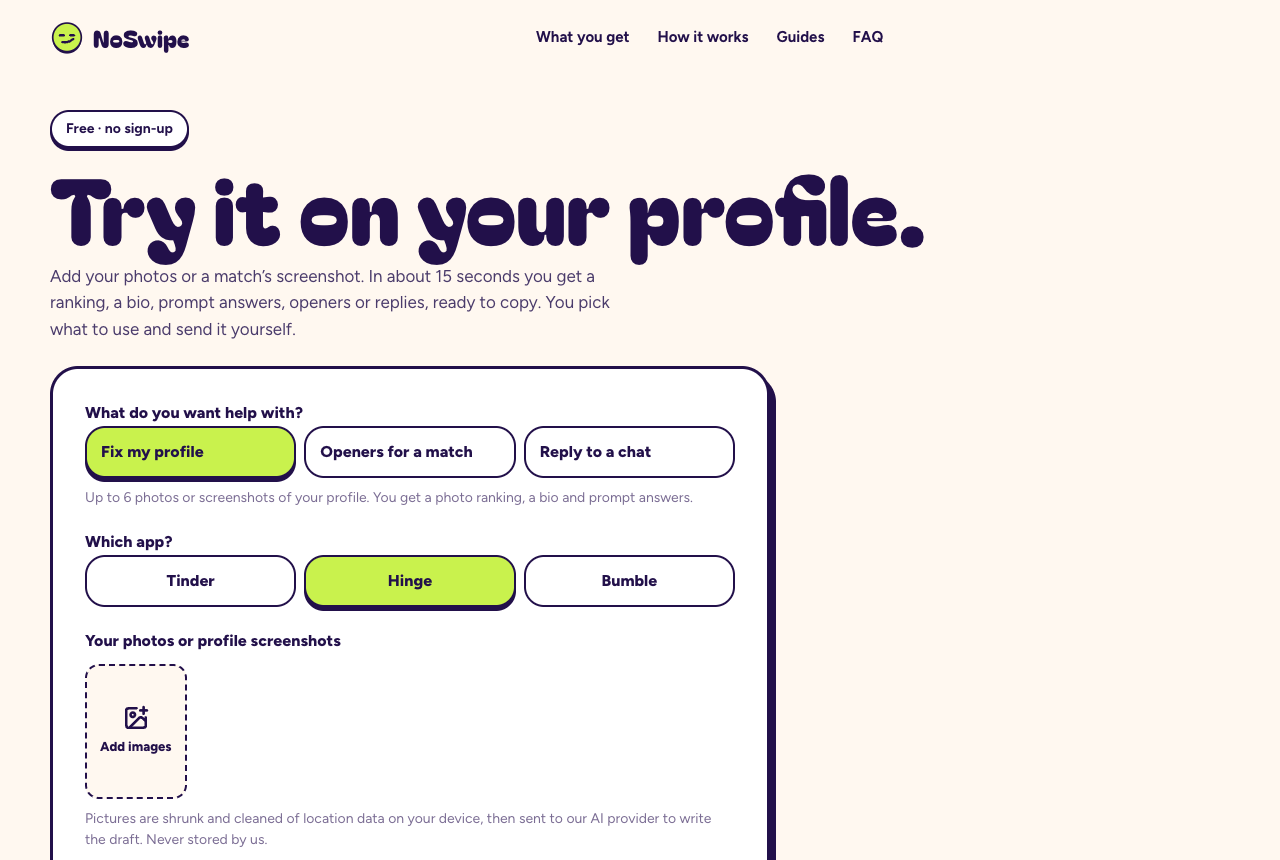 NoSwipe
What you get
How it works
Guides
FAQ
Free · no sign-up
Try it on your profile.
Add your photos or a match’s screenshot. In about 15 seconds you get a
ranking, a bio, prompt answers, openers or replies, ready to copy. You pick
what to use and send it yourself.
What do you want help with?
Fix my profile
Openers for a match
Reply to a chat
Up to 6 photos or screenshots of your profile. You get a photo ranking, a bio and prompt answers.
Which app?
Tinder
Hinge
Bumble
Your photos or profile screenshots
Add images
Pictures are shrunk and cleaned of location data on your device, then sent to our AI provider to write
the draft. Never stored by us.